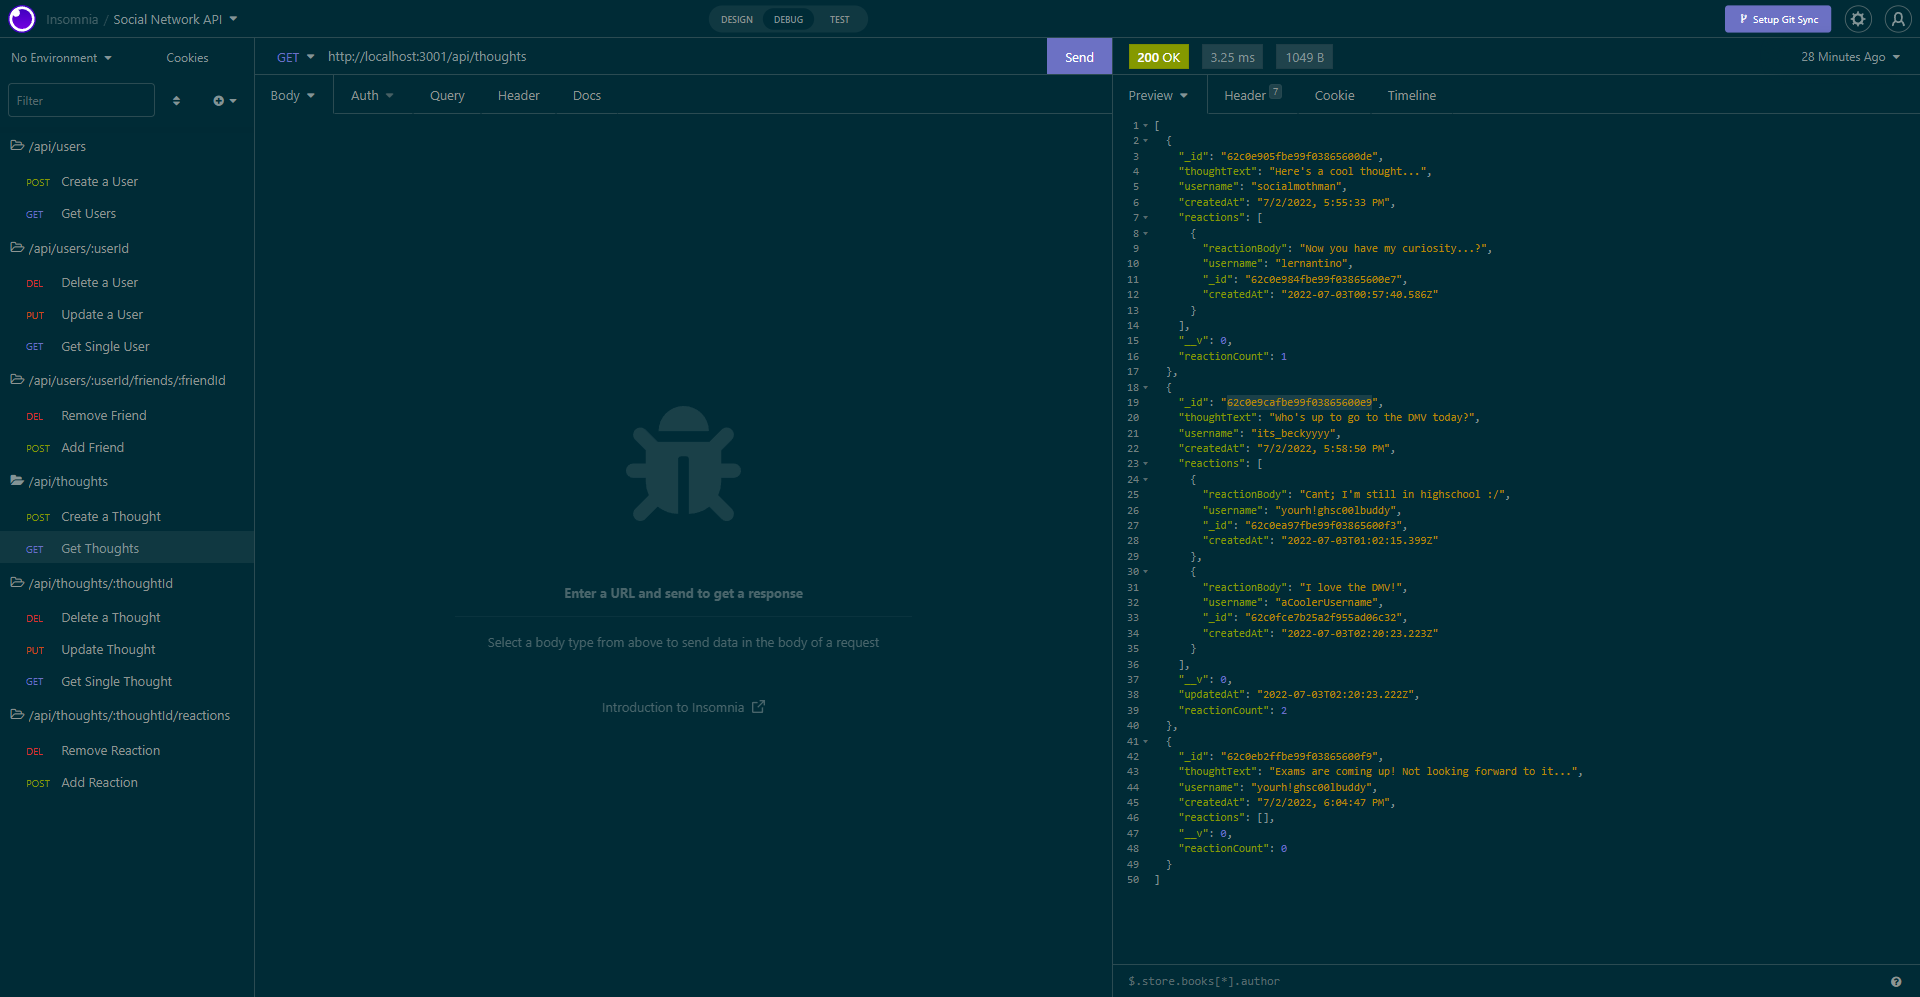 Insomnia / Social Network API
DESIGN DEBUG TEST
Setup Git Sync
No Environment Cookies
Filter
/api/users
POST Create a User
GET Get Users
/api/users/:userId
DEL Delete a User
PUT Update a User
GET Get Single User
/api/users/:userId/friends/:friendId
DEL Remove Friend
POST Add Friend
/api/thoughts
POST Create a Thought
GET Get Thoughts
/api/thoughts/:thoughtId
DEL Delete a Thought
PUT Update Thought
GET Get Single Thought
/api/thoughts/:thoughtId/reactions
DEL Remove Reaction
POST Add Reaction
GET http://localhost:3001/api/thoughts Send
Body Auth Query Header Docs
Enter a URL and send to get a response
Select a body type from above to send data in the body of a request
Introduction to Insomnia
200 OK 3.25 ms 1049 B 28 Minutes Ago
Preview Header 7 Cookie Timeline
1 [
2 {
3 "_id": "62c0e905fbe99f03865600de",
4 "thoughtText": "Here's a cool thought...",
5 "username": "socialmothman",
6 "createdAt": "7/2/2022, 5:55:33 PM",
7 "reactions": [
8 {
9 "reactionBody": "Now you have my curiosity...?",
10 "username": "lernantino",
11 "_id": "62c0e984fbe99f03865600e7",
12 "createdAt": "2022-07-03T00:57:40.586Z"
13 }
14 ],
15 "__v": 0,
16 "reactionCount": 1
17 },
18 {
19 "_id": "62c0e9cafbe99f03865600e9",
20 "thoughtText": "Who's up to go to the DMV today?",
21 "username": "its_beckyyyy",
22 "createdAt": "7/2/2022, 5:58:50 PM",
23 "reactions": [
24 {
25 "reactionBody": "Cant; I'm still in highschool :/",
26 "username": "yourh!ghsc00lbuddy",
27 "_id": "62c0ea97fbe99f03865600f3",
28 "createdAt": "2022-07-03T01:02:15.399Z"
29 },
30 {
31 "reactionBody": "I love the DMV!",
32 "username": "aCoolerUsername",
33 "_id": "62c0fce7b25a2f955ad06c32",
34 "createdAt": "2022-07-03T02:20:23.223Z"
35 }
36 ],
37 "__v": 0,
38 "updatedAt": "2022-07-03T02:20:23.222Z",
39 "reactionCount": 2
40 },
41 {
42 "_id": "62c0eb2ffbe99f03865600f9",
43 "thoughtText": "Exams are coming up! Not looking forward to it...",
44 "username": "yourh!ghsc00lbuddy",
45 "createdAt": "7/2/2022, 6:04:47 PM",
46 "reactions": [],
47 "__v": 0,
48 "reactionCount": 0
49 }
50 ]
$.store.books[*].author